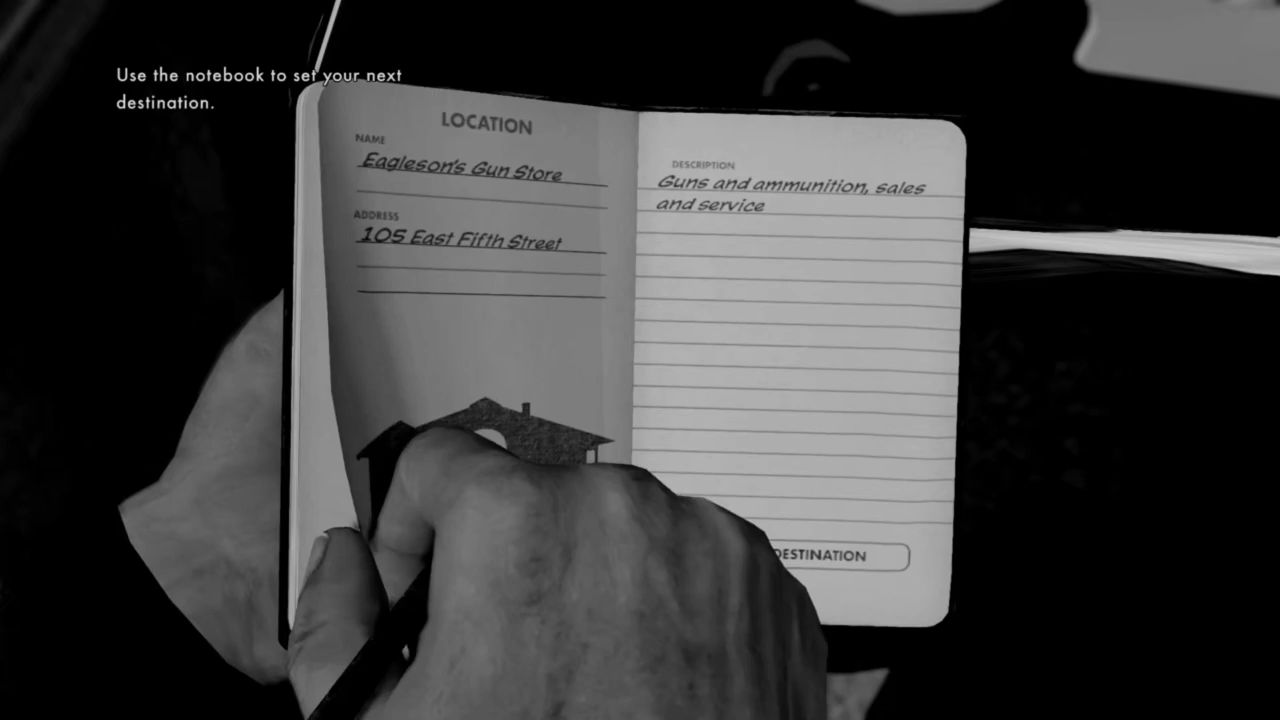 Use the notebook to set your next
destination.
LOCATION
NAME
Eagleson's Gun Store
ADDRESS
105 East Fifth Street
DESCRIPTION
Guns and ammunition, sales
and service
DESTINATION